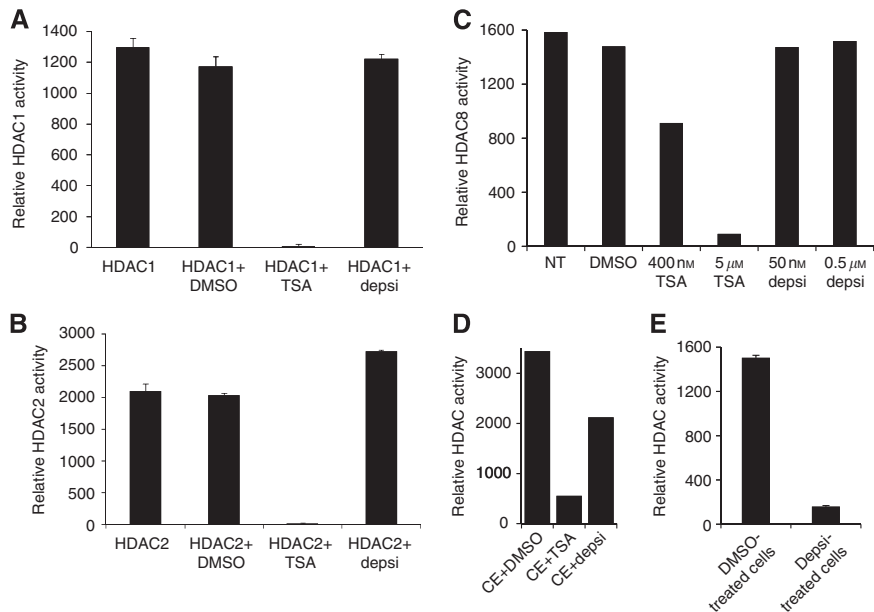 A
Relative HDAC1 activity
1400
1200
1000
800
600
400
200
0
HDAC1
HDAC1+
DMSO
HDAC1+
TSA
HDAC1+
depsi
B
Relative HDAC2 activity
3000
2500
2000
1500
1000
500
0
HDAC2
HDAC2+
DMSO
HDAC2+
TSA
HDAC2+
depsi
C
Relative HDAC8 activity
1600
1200
800
400
0
NT
DMSO
400 nM
TSA
5 μM
TSA
50 nM
depsi
0.5 μM
depsi
D
Relative HDAC activity
3000
2000
1000
0
CE+DMSO
CE+TSA
CE+depsi
E
Relative HDAC activity
1600
1200
800
400
0
DMSO-
treated cells
Depsi-
treated cells